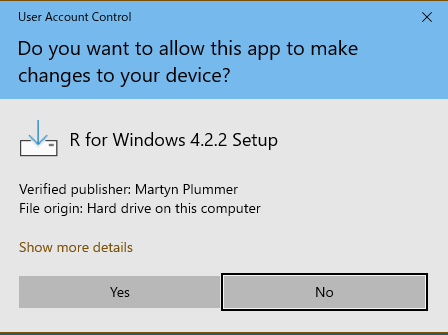 User Account Control
Do you want to allow this app to make
changes to your device?
R for Windows 4.2.2 Setup
Verified publisher: Martyn Plummer
File origin: Hard drive on this computer
Show more details
Yes
No